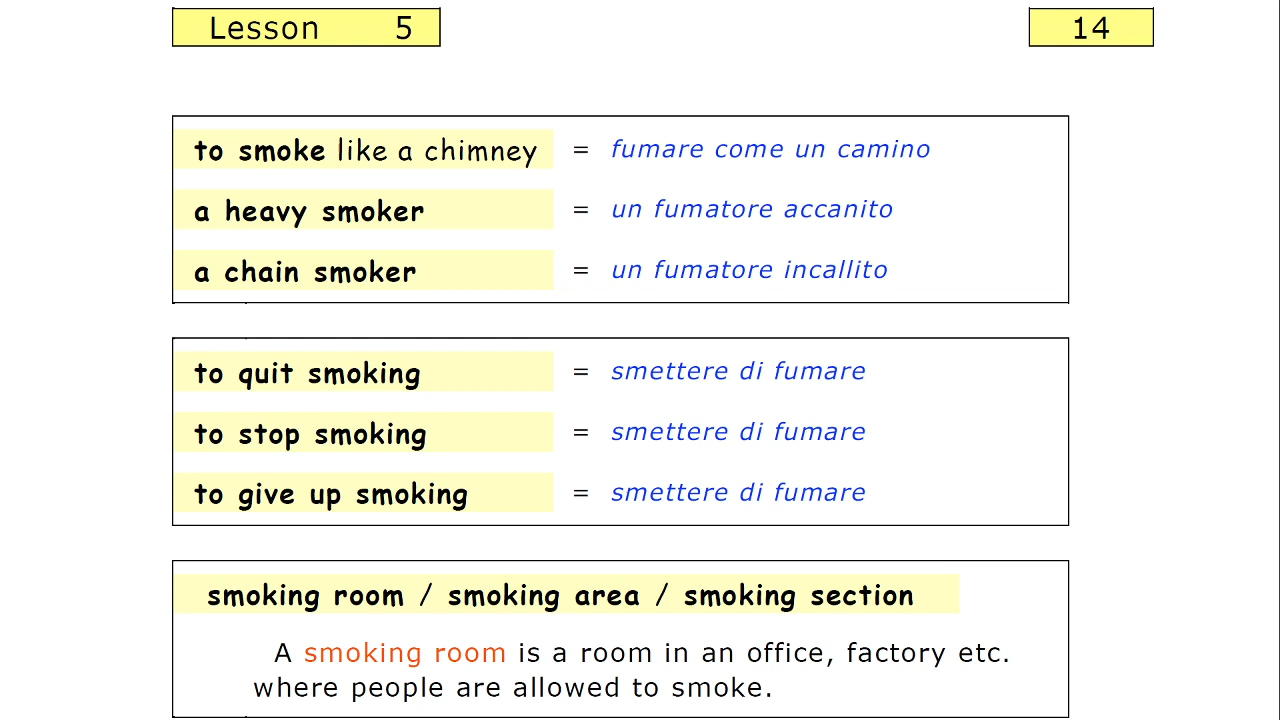 Lesson 5
14
to smoke like a chimney = fumare come un camino
a heavy smoker = un fumatore accanito
a chain smoker = un fumatore incallito
to quit smoking = smettere di fumare
to stop smoking = smettere di fumare
to give up smoking = smettere di fumare
smoking room / smoking area / smoking section
A smoking room is a room in an office, factory etc.
where people are allowed to smoke.